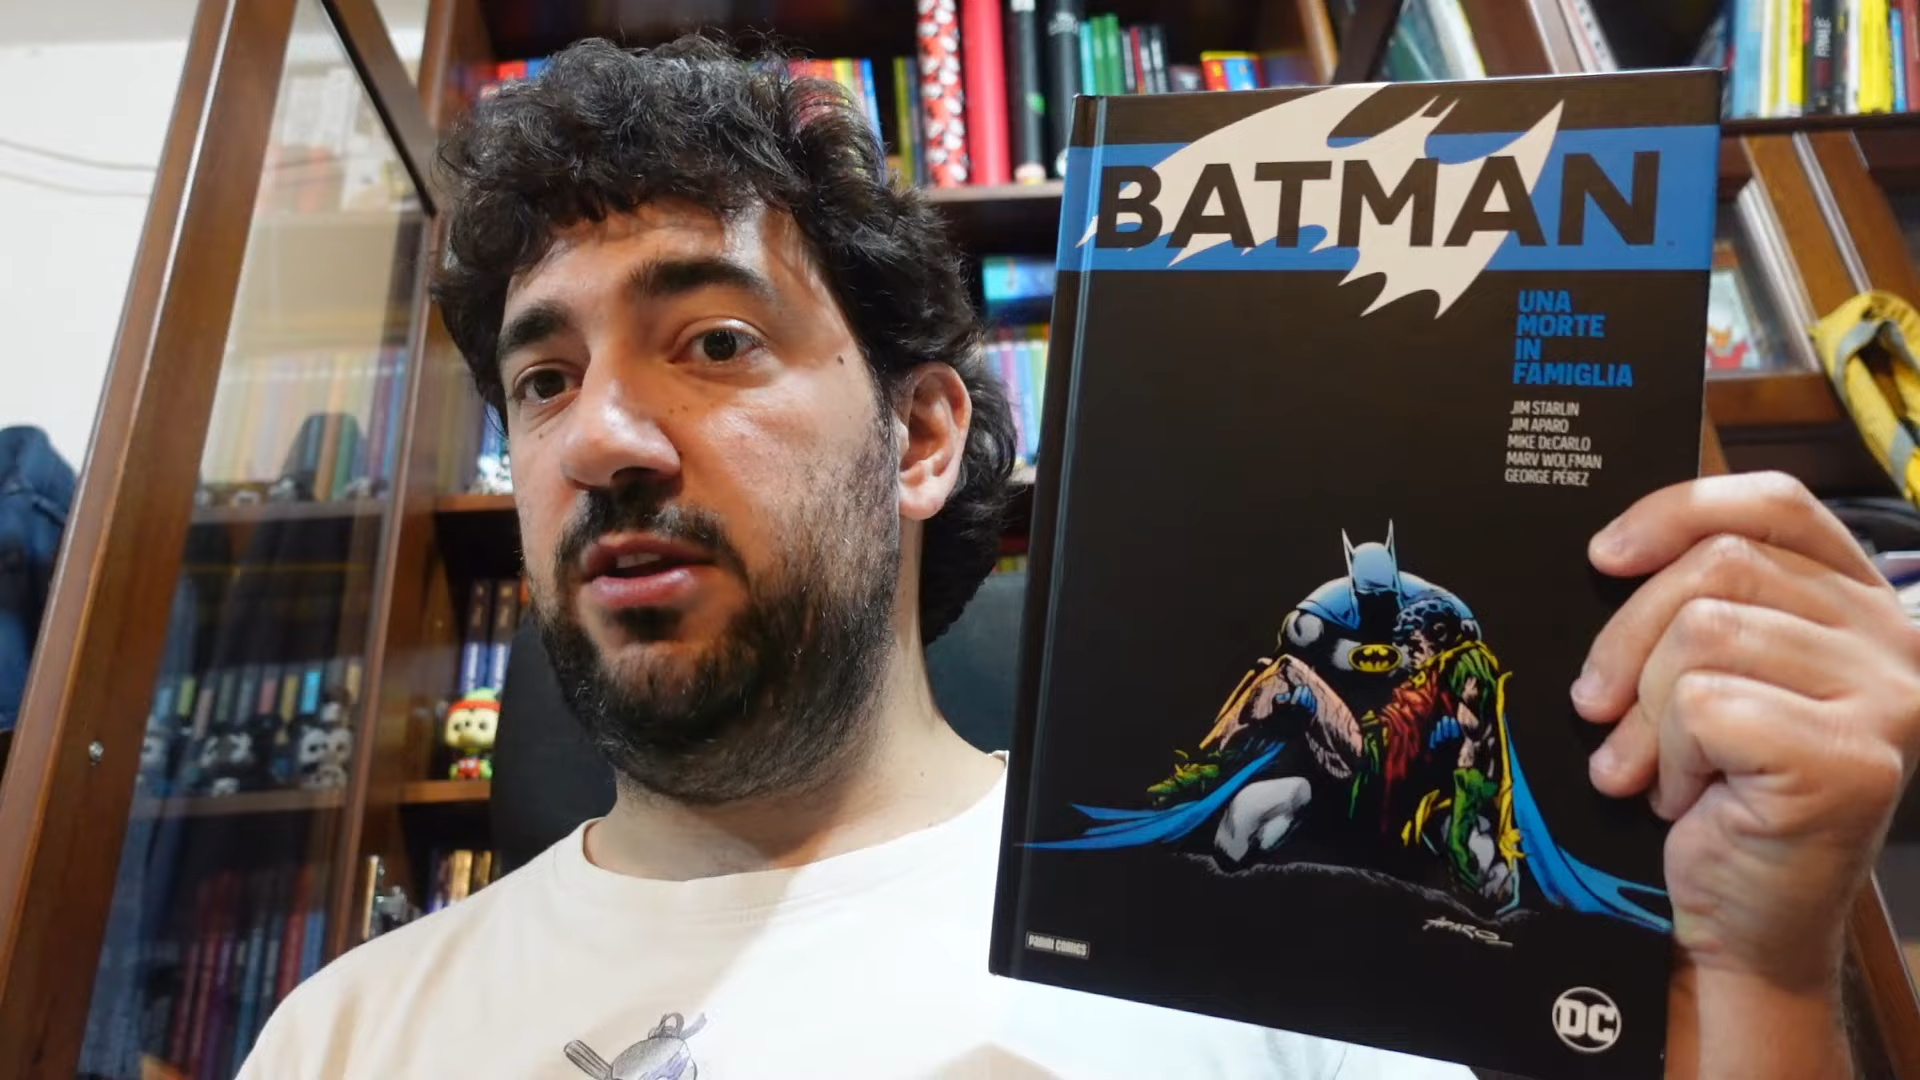 BATMAN
UNA
MORTE
IN
FAMIGLIA
JIM STARLIN
JIM APARO
MIKE DeCARLO
MARV WOLFMAN
GEORGE PÉREZ
APARO
PANINI COMICS
DC